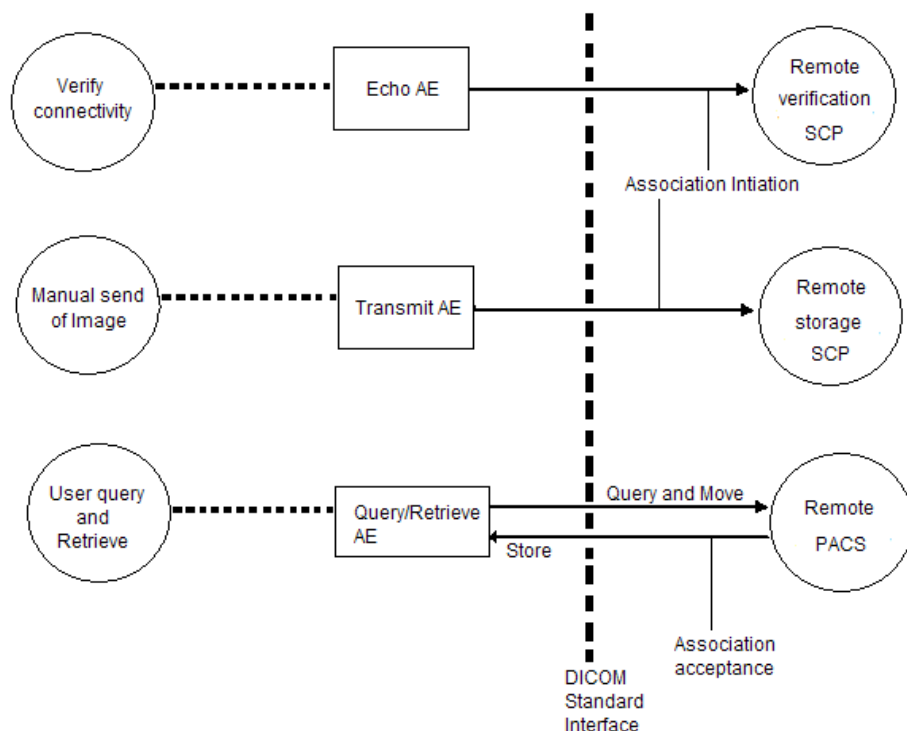 Verify
connectivity
Echo AE
Remote
verification
SCP
Association Intiation
Manual send
of Image
Transmit AE
Remote
storage
SCP
User query
and
Retrieve
Query/Retrieve
AE
Query and Move
Store
Remote
PACS
Association
acceptance
DICOM
Standard
Interface